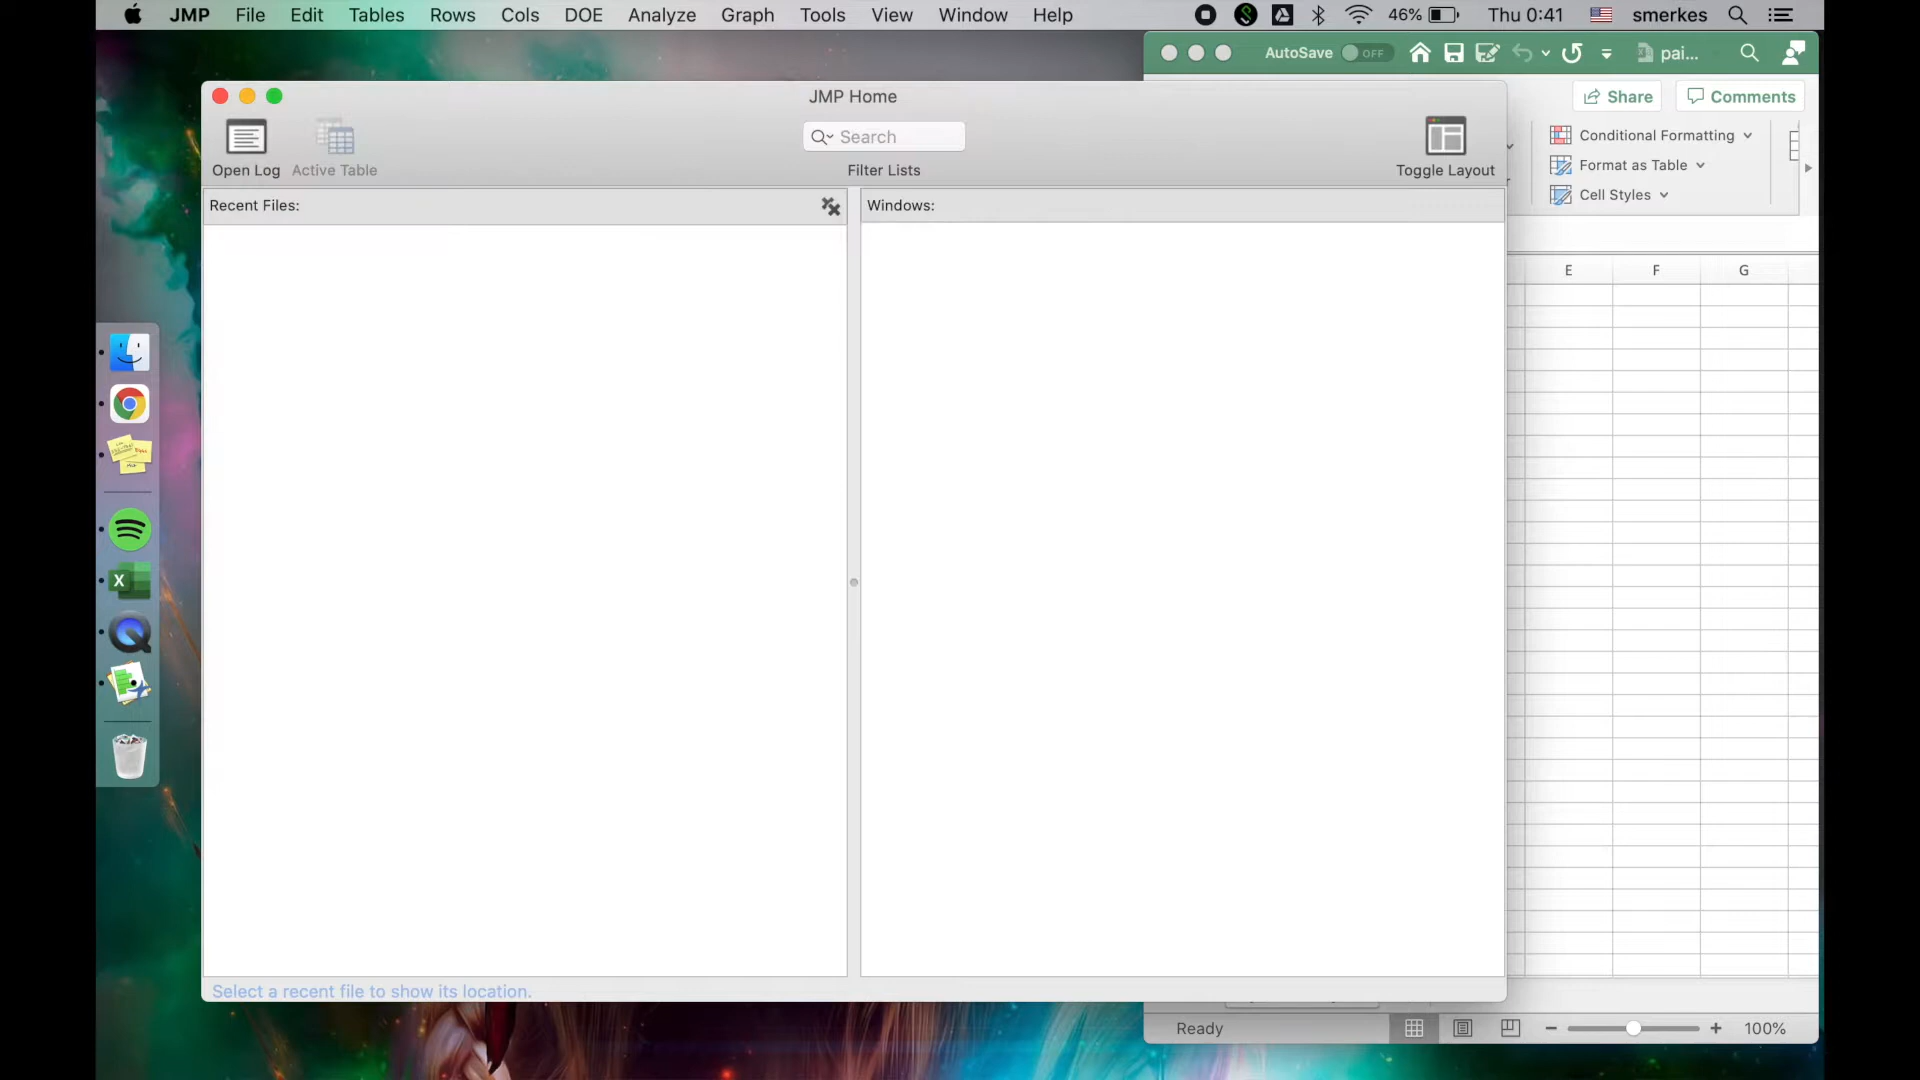 JMP File Edit Tables Rows Cols DOE Analyze Graph Tools View Window Help 46% Thu 0:41 smerkes
AutoSave OFF pai...
JMP Home
Share Comments
Search
Conditional Formatting
Open Log Active Table Filter Lists Toggle Layout
Format as Table
Cell Styles
Recent Files: Windows:
E F G
Select a recent file to show its location.
Ready 100%